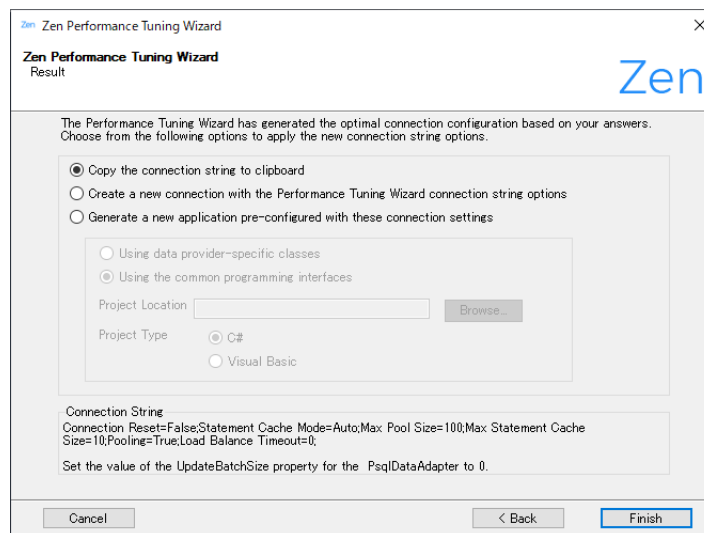 Zen Zen Performance Tuning Wizard
Zen Performance Tuning Wizard
Result
Zen
The Performance Tuning Wizard has generated the optimal connection configuration based on your answers.
Choose from the following options to apply the new connection string options.
Copy the connection string to clipboard
Create a new connection with the Performance Tuning Wizard connection string options
Generate a new application pre-configured with these connection settings
Using data provider-specific classes
Using the common programming interfaces
Project Location
Browse...
Project Type
C#
Visual Basic
Connection String
Connection Reset=False;Statement Cache Mode=Auto;Max Pool Size=100;Max Statement Cache
Size=10;Pooling=True;Load Balance Timeout=0;
Set the value of the UpdateBatchSize property for the PsqlDataAdapter to 0.
Cancel
< Back
Finish